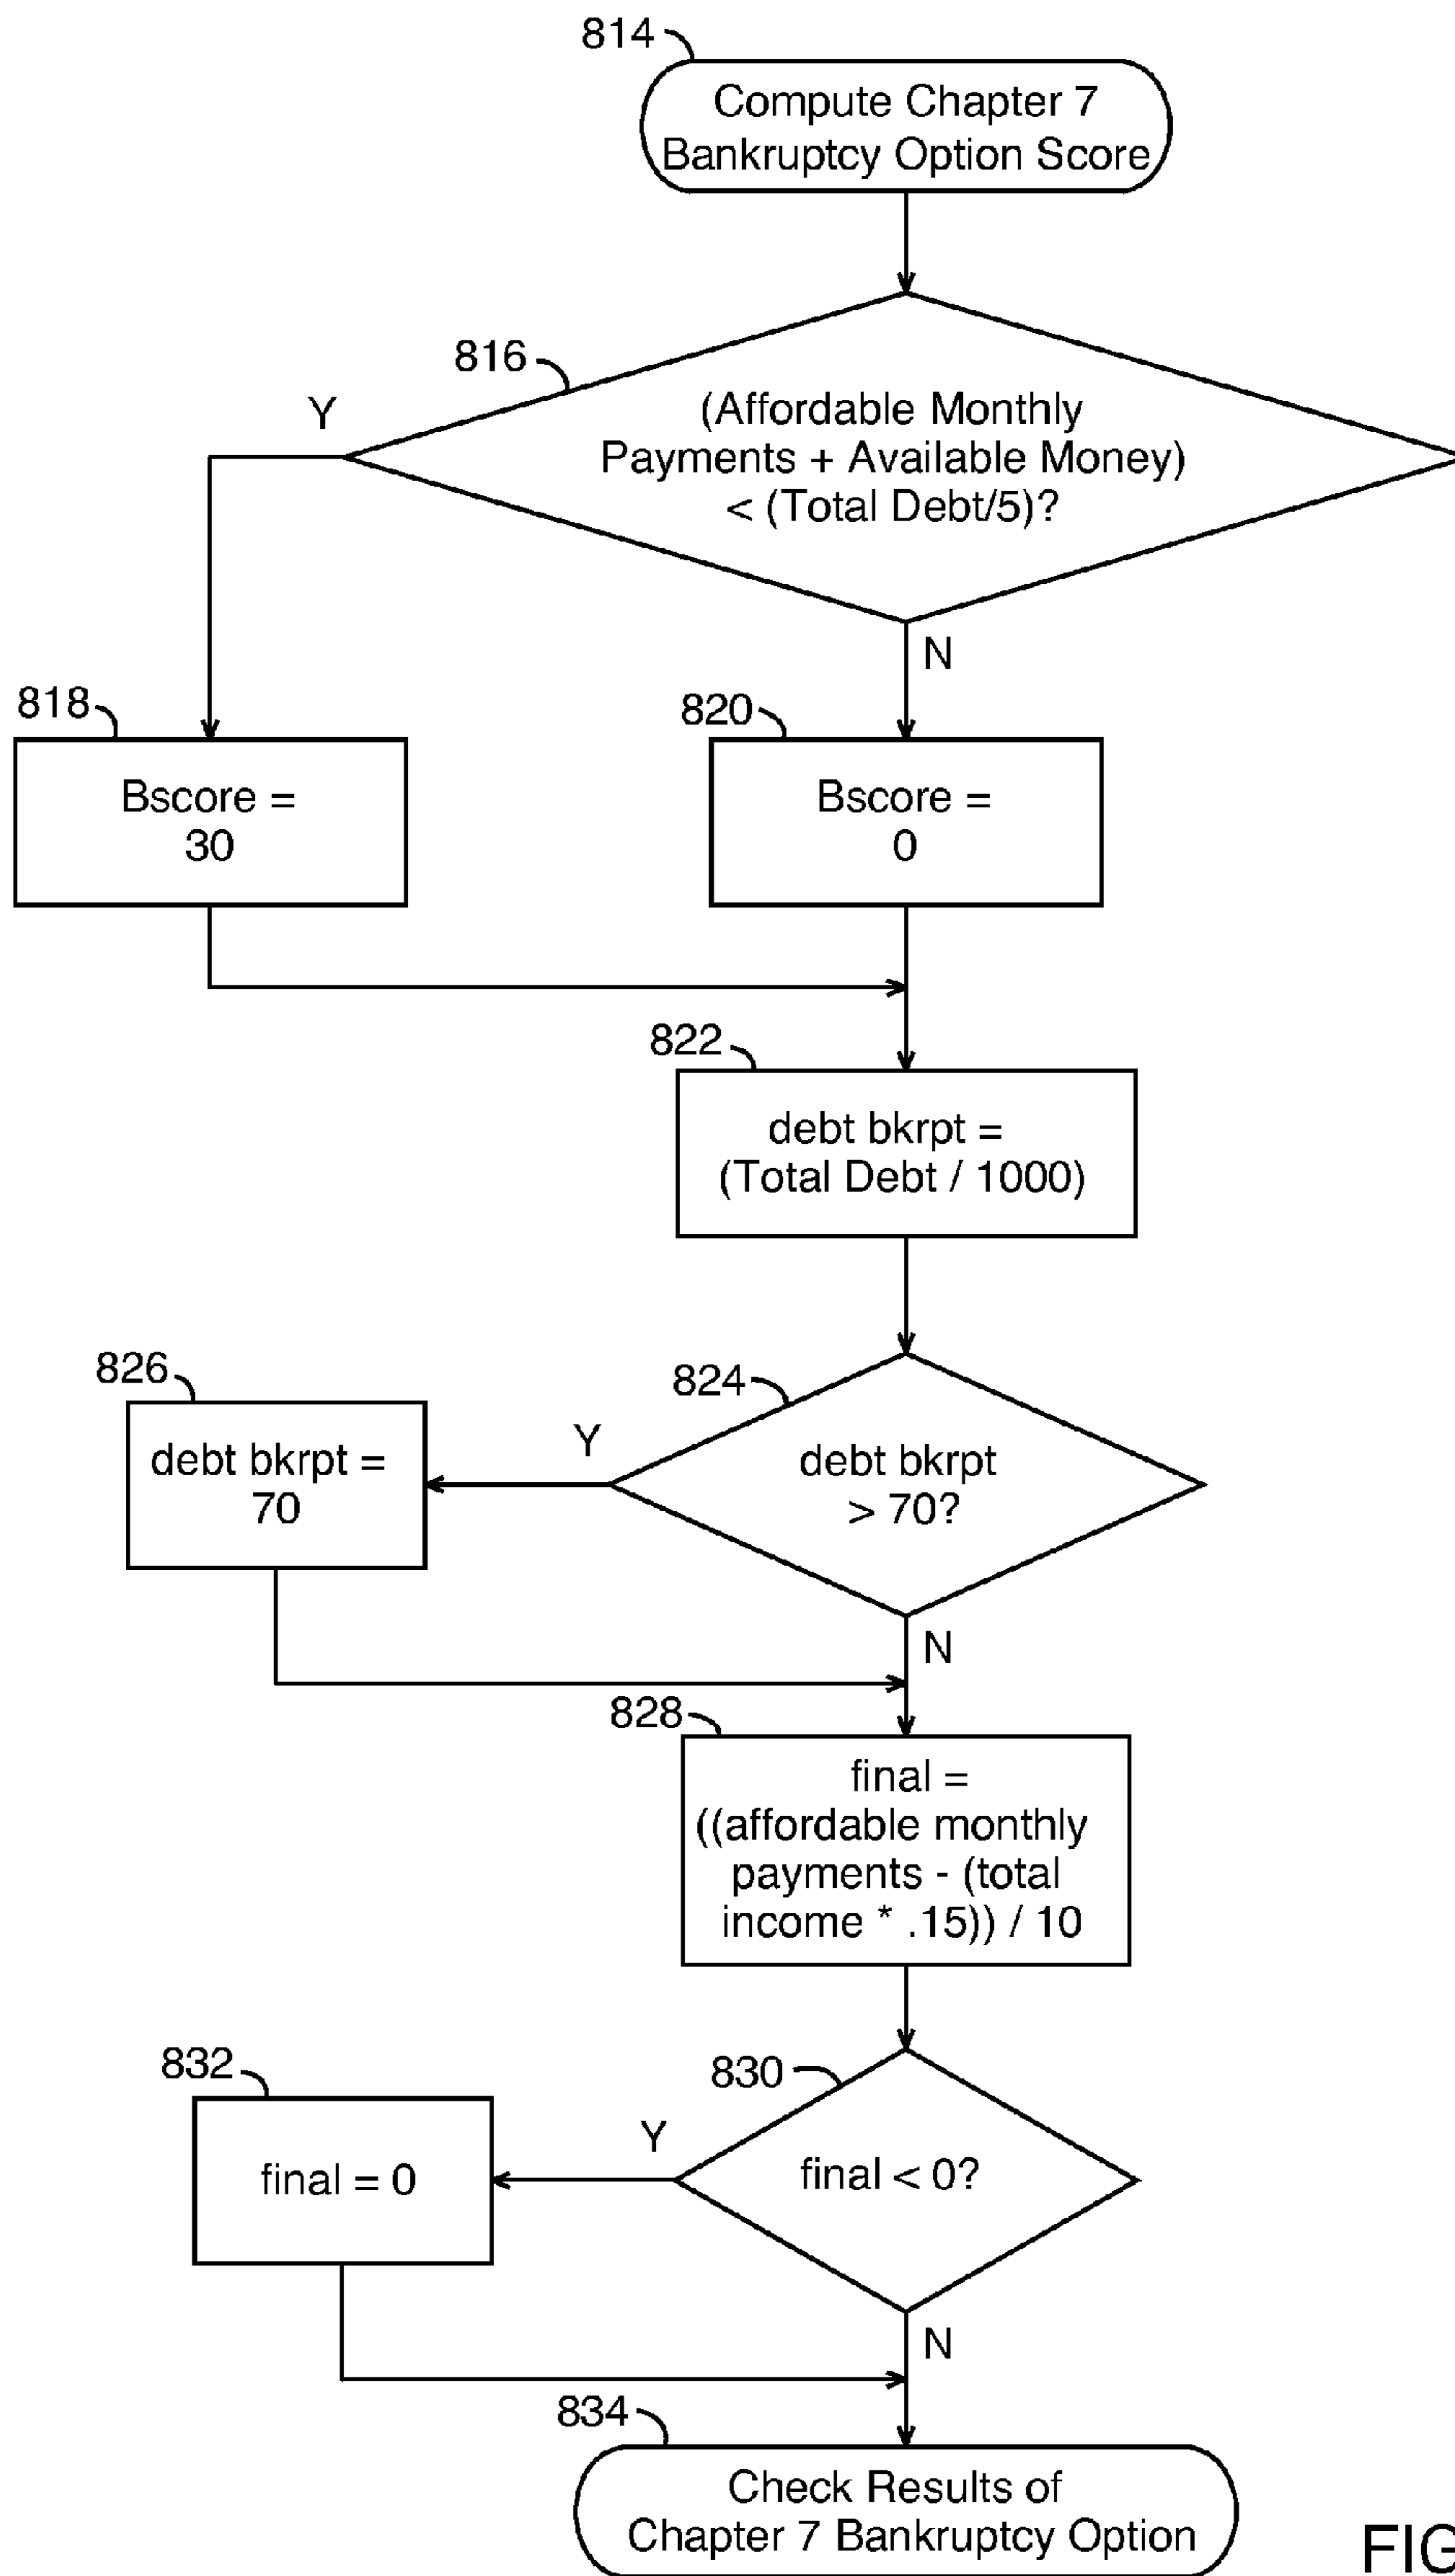 814
Compute Chapter 7
Bankruptcy Option Score
816
Y
(Affordable Monthly
Payments + Available Money)
< (Total Debt/5)?
N
818
Bscore =
30
820
Bscore =
0
822
debt bkrpt =
(Total Debt / 1000)
824
debt bkrpt
> 70?
Y
826
debt bkrpt =
70
N
828
final =
((affordable monthly
payments - (total
income * .15)) / 10
830
final < 0?
Y
832
final = 0
N
834
Check Results of
Chapter 7 Bankruptcy Option